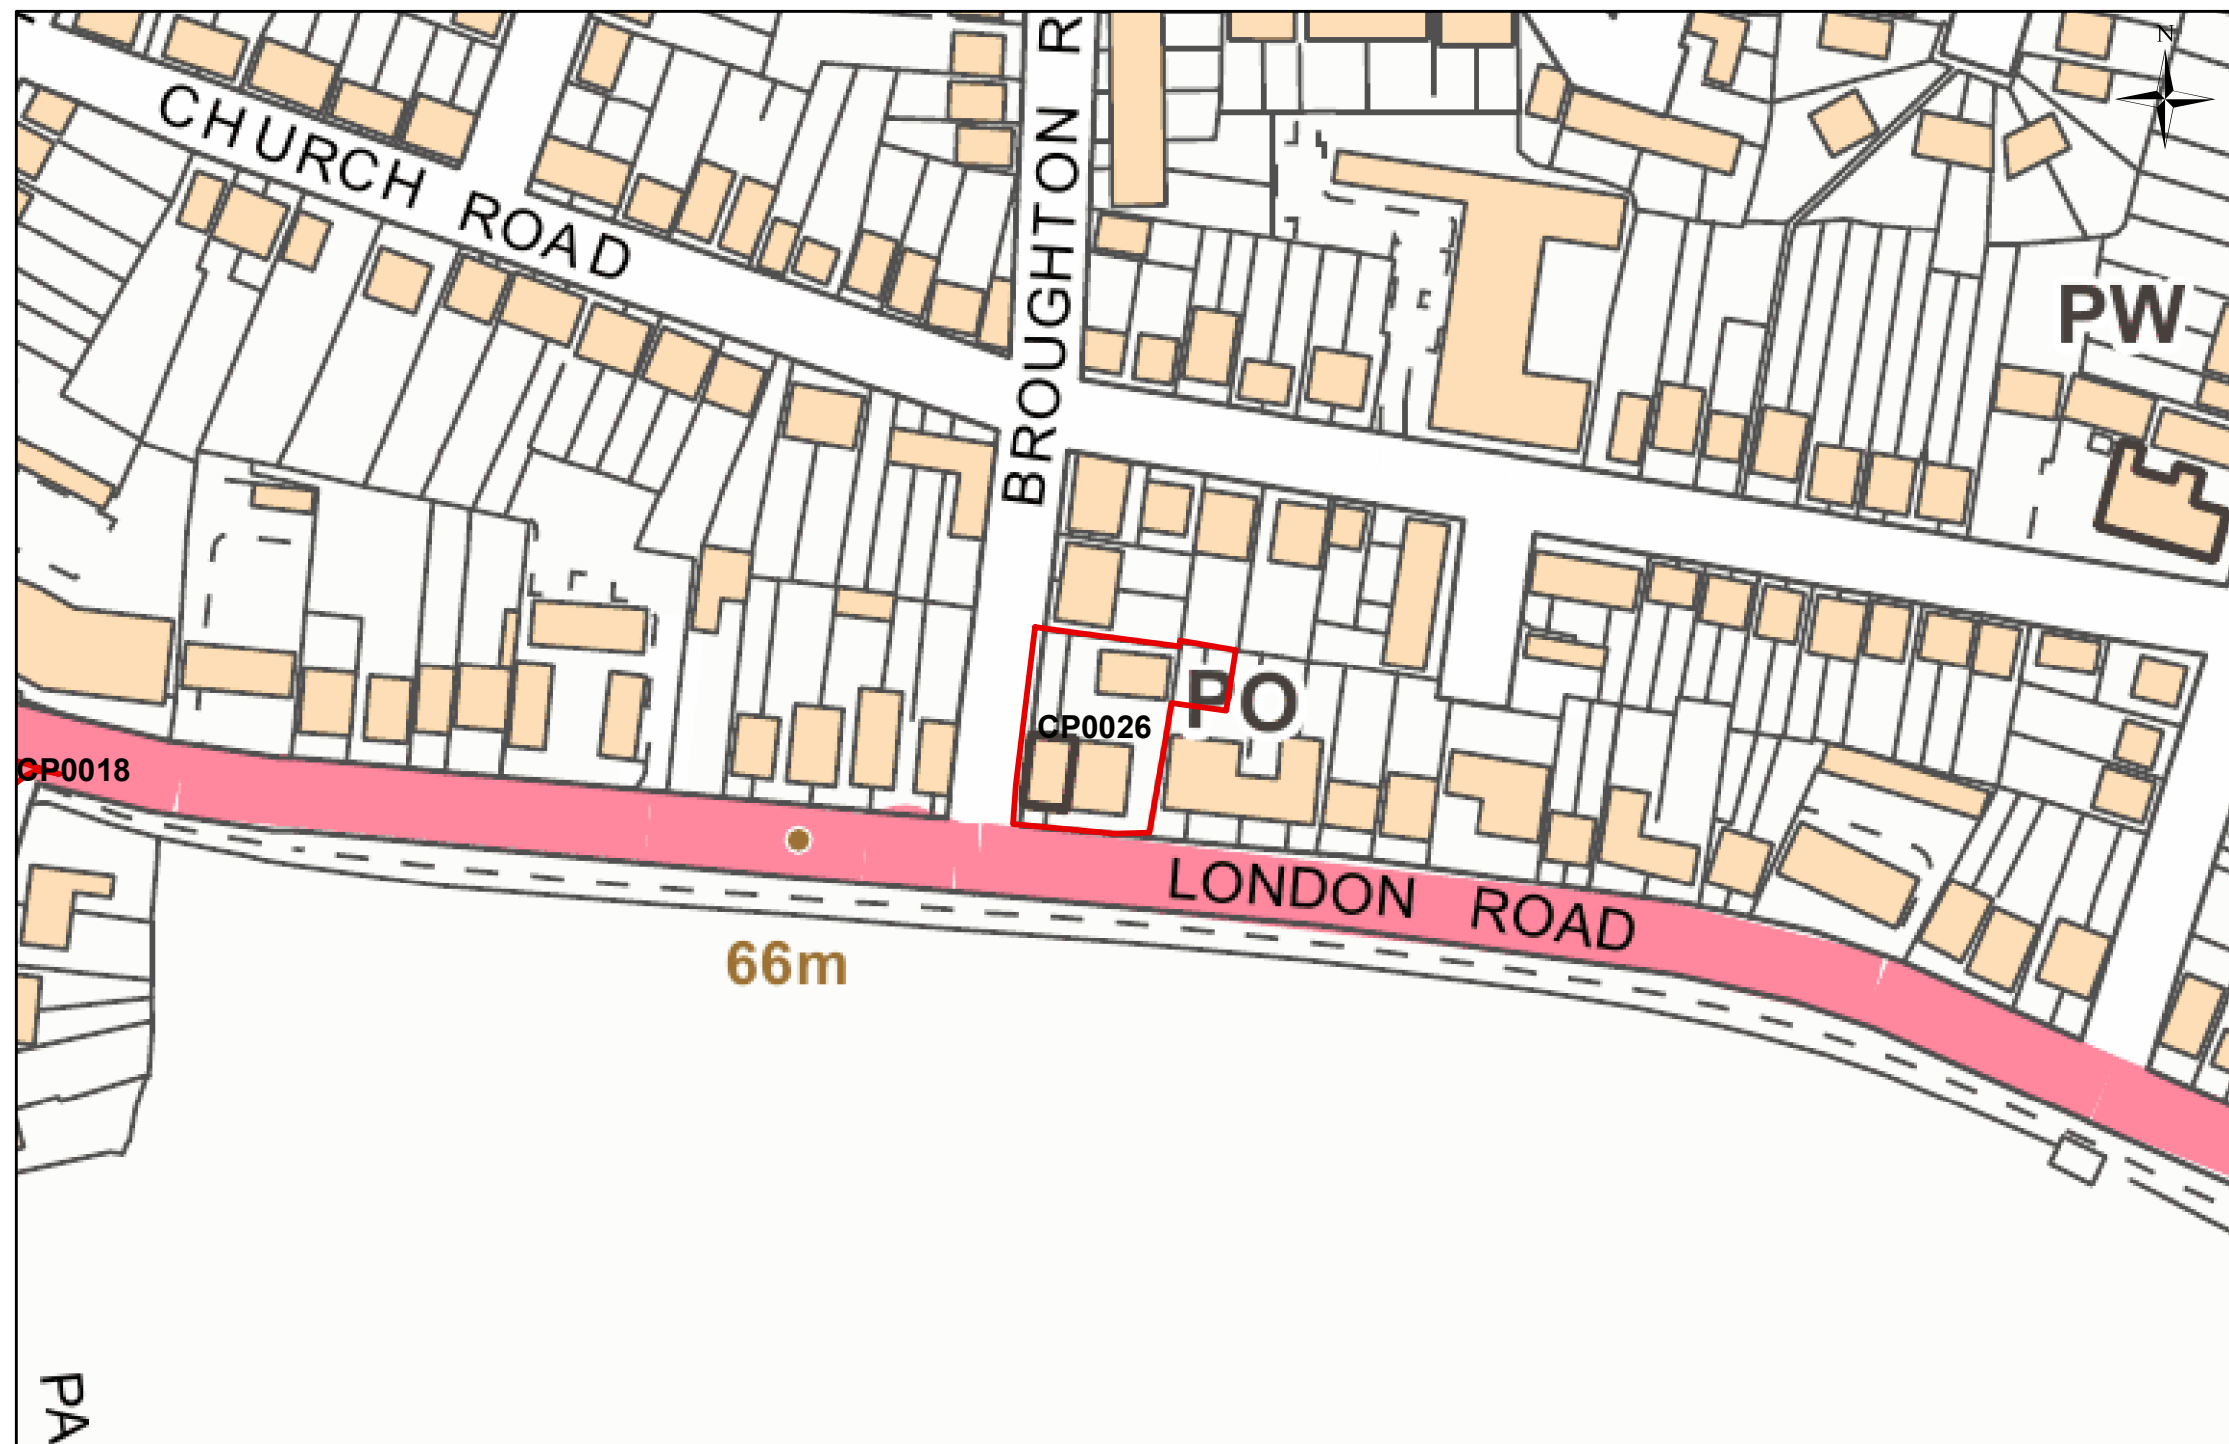 N
CHURCH ROAD
BROUGHTON R
PW
PO
CP0026
CP0018
LONDON ROAD
66m
PA